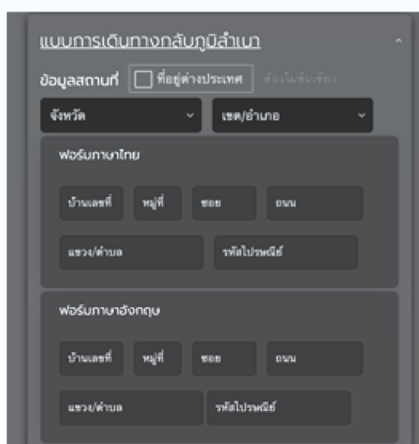 แบบการเดินทางกลับภูมิลำเนา
ข้อมูลสถานที่ ที่อยู่ต่างประเทศ
จังหวัด เขต/อำเภอ
ฟอร์มภาษาไทย
บ้านเลขที่ หมู่ที่ ซอย ถนน
แขวง/ตำบล รหัสไปรษณีย์
ฟอร์มภาษาอังกฤษ
บ้านเลขที่ หมู่ที่ ซอย ถนน
แขวง/ตำบล รหัสไปรษณีย์